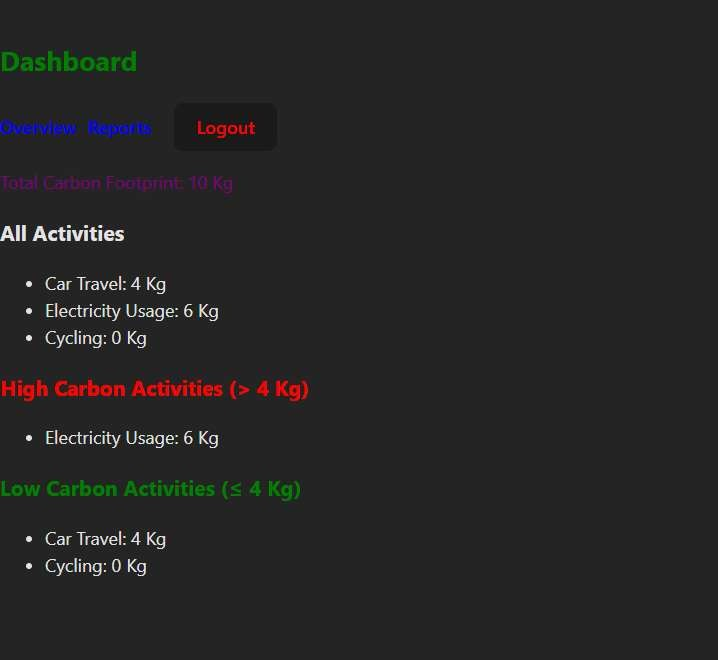 Dashboard
Overview Reports Logout
Total Carbon Footprint: 10 Kg
All Activities
• Car Travel: 4 Kg
• Electricity Usage: 6 Kg
• Cycling: 0 Kg
High Carbon Activities (> 4 Kg)
• Electricity Usage: 6 Kg
Low Carbon Activities (≤ 4 Kg)
• Car Travel: 4 Kg
• Cycling: 0 Kg